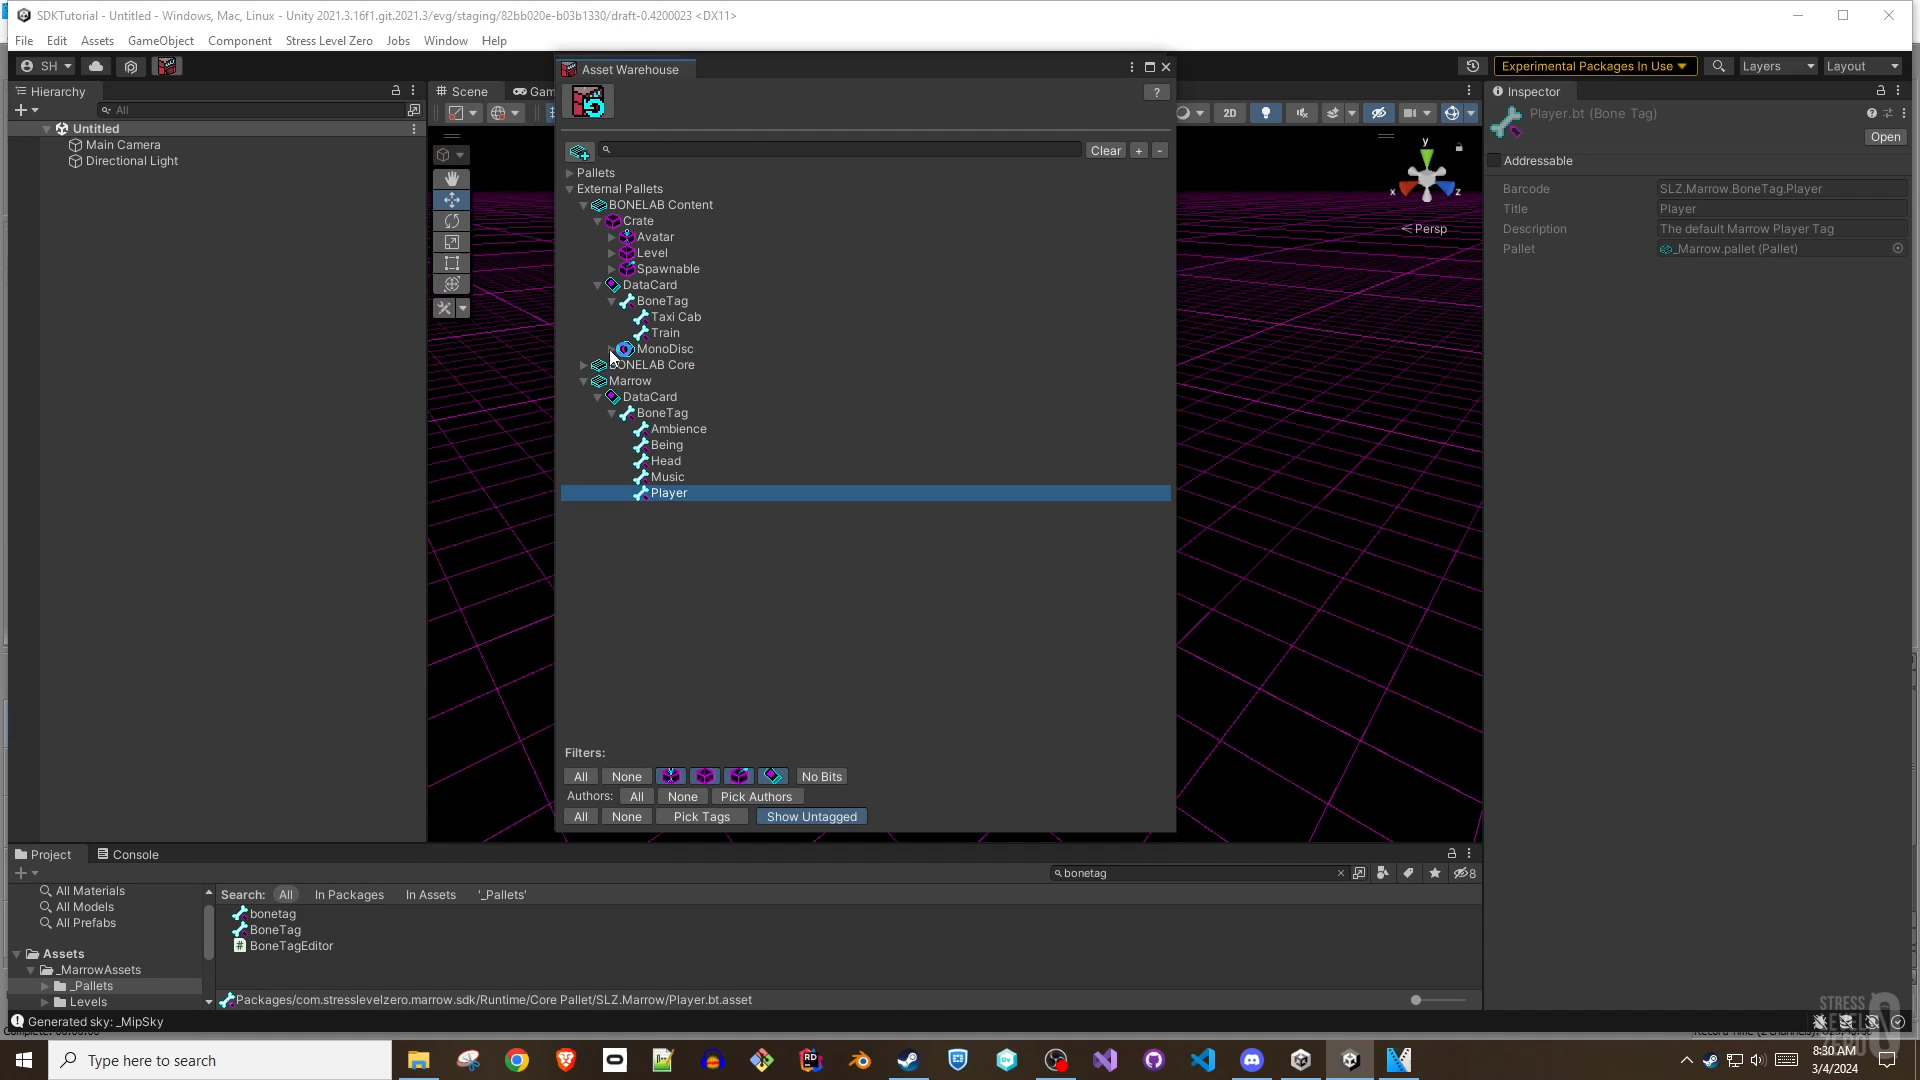 SDKTutorial - Untitled - Windows, Mac, Linux - Unity 2021.3.16f1.git.2021.3/evg/staging/82bb020e-b03b1330/draft-0.4200023 <DX11>
File Edit Assets GameObject Component Stress Level Zero Jobs Window Help
SH
Experimental Packages In Use
Layers
Layout
Hierarchy
All
Untitled
Main Camera
Directional Light
Scene
Gam
2D
y
x
z
Persp
Asset Warehouse
?
Clear
+
-
Pallets
External Pallets
BONELAB Content
Crate
Avatar
Level
Spawnable
DataCard
BoneTag
Taxi Cab
Train
MonoDisc
BONELAB Core
Marrow
DataCard
BoneTag
Ambience
Being
Head
Music
Player
Filters:
All None No Bits
Authors: All None Pick Authors
All None Pick Tags Show Untagged
Inspector
Player.bt (Bone Tag)
Open
Addressable
Barcode SLZ.Marrow.BoneTag.Player
Title Player
Description The default Marrow Player Tag
Pallet _Marrow.pallet (Pallet)
Project
Console
bonetag
8
All Materials
All Models
All Prefabs
Assets
_MarrowAssets
_Pallets
Levels
Search: All In Packages In Assets '_Pallets'
bonetag
BoneTag
BoneTagEditor
Packages/com.stresslevelzero.marrow.sdk/Runtime/Core Pallet/SLZ.Marrow/Player.bt.asset
Generated sky: _MipSky
STRESS
LEVEL
ZERO
Type here to search
8:30 AM
3/4/2024